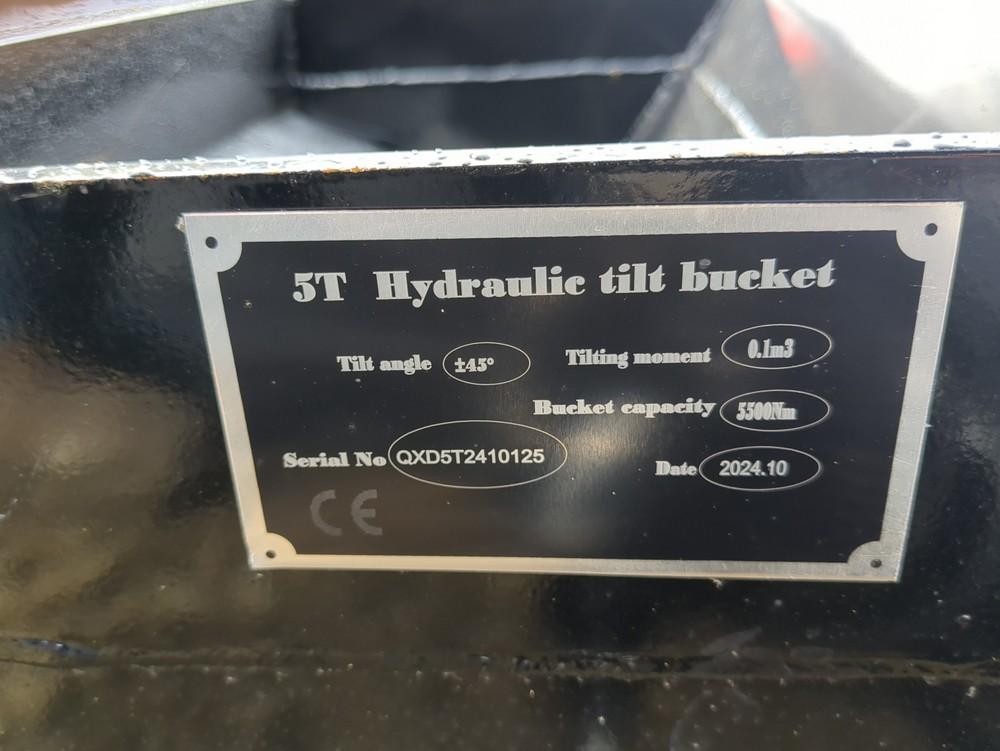 5T Hydraulic tilt bucket
Tilt angle ±45° Tilting moment 0.1m3
Bucket capacity 5500Nm
Serial No QXD5T2410125 Date 2024.10
CE